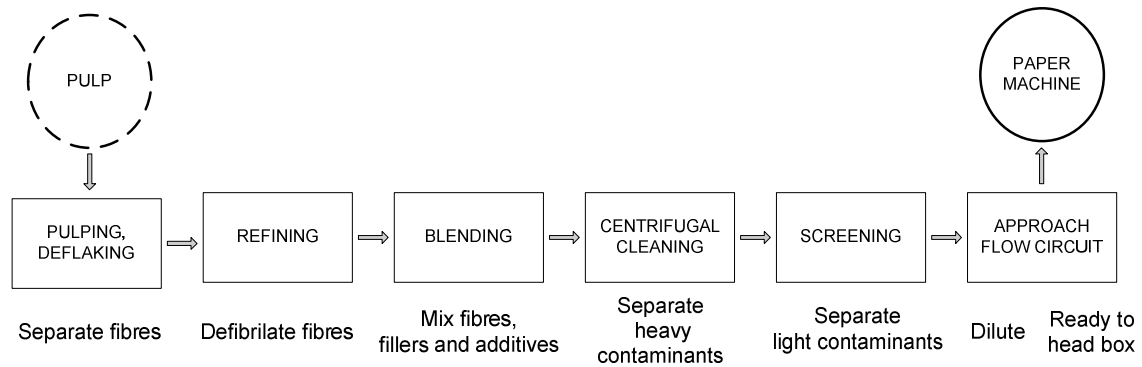 PULP
PAPER
MACHINE
PULPING,
DEFLAKING
REFINING
BLENDING
CENTRIFUGAL
CLEANING
SCREENING
APPROACH
FLOW CIRCUIT
Separate fibres
Defibrilate fibres
Mix fibres,
fillers and additives
Separate
heavy
contaminants
Separate
light contaminants
Dilute
Ready to
head box